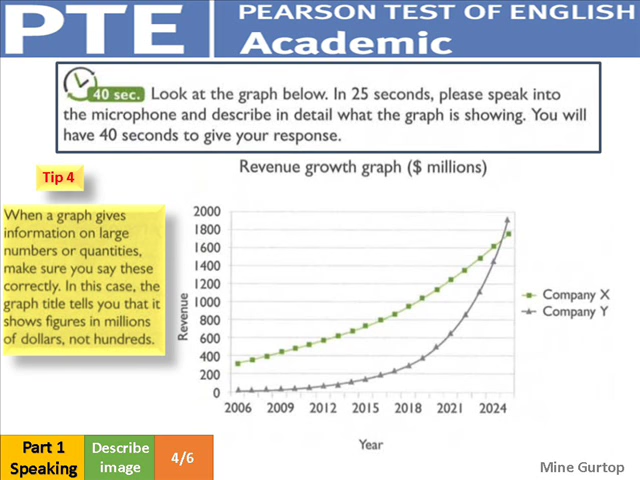 PTE
PEARSON TEST OF ENGLISH
Academic
40 sec. Look at the graph below. In 25 seconds, please speak into
the microphone and describe in detail what the graph is showing. You will
have 40 seconds to give your response.
Tip 4
When a graph gives
information on large
numbers or quantities,
make sure you say these
correctly. In this case, the
graph title tells you that it
shows figures in millions
of dollars, not hundreds.
Revenue growth graph ($ millions)
2000
1800
1600
1400
1200
1000
800
600
400
200
0
Revenue
2006 2009 2012 2015 2018 2021 2024
Year
Company X
Company Y
Part 1
Speaking
Describe
image
4/6
Mine Gurtop